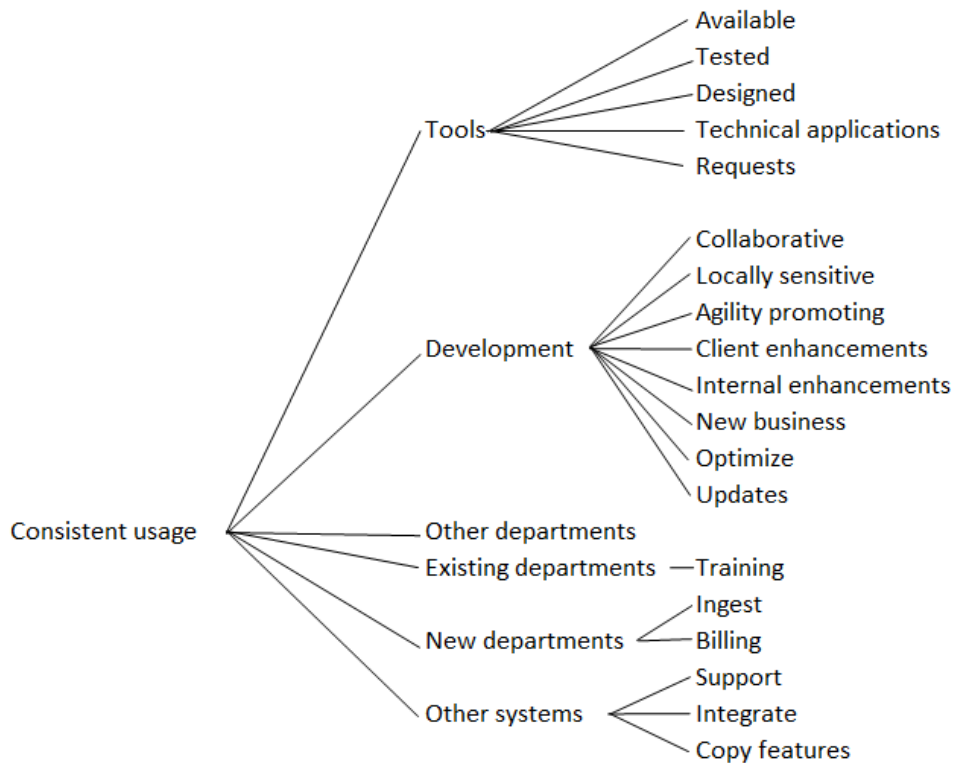 Available
Tested
Designed
Tools
Technical applications
Requests
Collaborative
Locally sensitive
Agility promoting
Development
Client enhancements
Internal enhancements
New business
Optimize
Updates
Consistent usage
Other departments
Existing departments
Training
Ingest
New departments
Billing
Support
Other systems
Integrate
Copy features